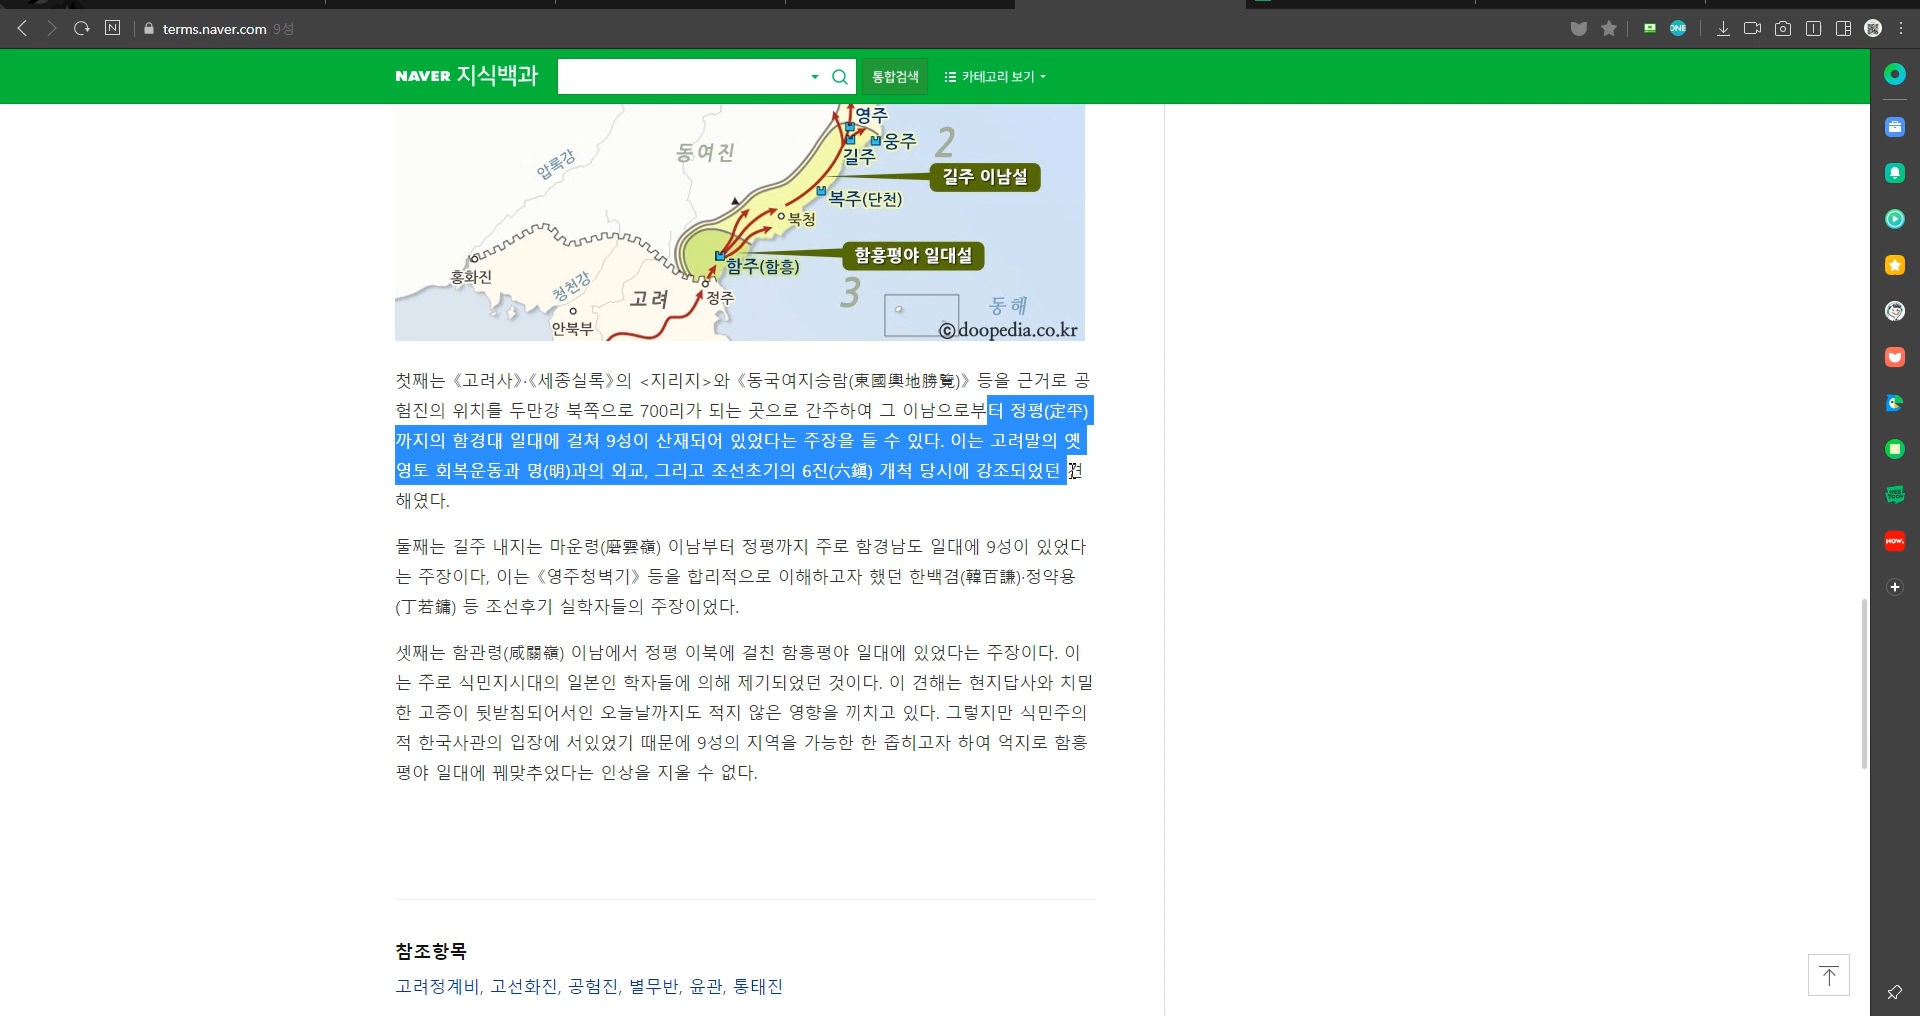 terms.naver.com 9성
NAVER 지식백과
통합검색
카테고리 보기
영주
웅주
2
길주
동여진
압록강
길주 이남설
복주(단천)
북청
함흥평야 일대설
함주(함흥)
홍화진
청천강
고려
정주
3
동해
안북부
©doopedia.co.kr
첫째는 《고려사》·《세종실록》의 <지리지>와 《동국여지승람(東國輿地勝覽)》 등을 근거로 공
험진의 위치를 두만강 북쪽으로 700리가 되는 곳으로 간주하여 그 이남으로부터 정평(定平)
까지의 함경대 일대에 걸쳐 9성이 산재되어 있었다는 주장을 들 수 있다. 이는 고려말의 옛
영토 회복운동과 명(明)과의 외교, 그리고 조선초기의 6진(六鎭) 개척 당시에 강조되었던 견
해였다.
둘째는 길주 내지는 마운령(磨雲嶺) 이남부터 정평까지 주로 함경남도 일대에 9성이 있었다
는 주장이다, 이는 《영주청벽기》 등을 합리적으로 이해하고자 했던 한백겸(韓百謙)·정약용
(丁若鏞) 등 조선후기 실학자들의 주장이었다.
셋째는 함관령(咸關嶺) 이남에서 정평 이북에 걸친 함흥평야 일대에 있었다는 주장이다. 이
는 주로 식민지시대의 일본인 학자들에 의해 제기되었던 것이다. 이 견해는 현지답사와 치밀
한 고증이 뒷받침되어서인 오늘날까지도 적지 않은 영향을 끼치고 있다. 그렇지만 식민주의
적 한국사관의 입장에 서있었기 때문에 9성의 지역을 가능한 한 좁히고자 하여 억지로 함흥
평야 일대에 꿰맞추었다는 인상을 지울 수 없다.
참조항목
고려정계비, 고선화진, 공험진, 별무반, 윤관, 통태진
ONE
WEB
TOON
NOW.